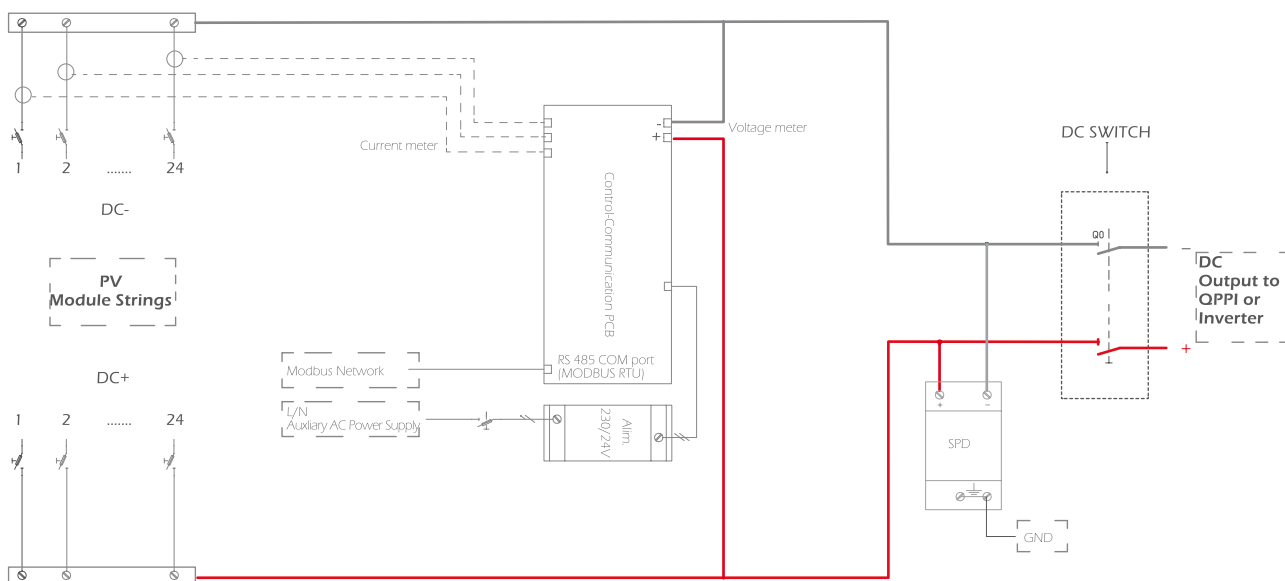 -
+
Voltage meter
Current meter
DC SWITCH
1 2 ....... 24
DC-
Control-Communication PCB
Q0
PV
Module Strings
-
DC
Output to
QPPI or
Inverter
+
RS 485 COM port
(MODBUS RTU)
Modbus Network
DC+
L/N
Auxliary AC Power Supply
Alim.
230/24V
+ -
1 2 ....... 24
SPD
GND